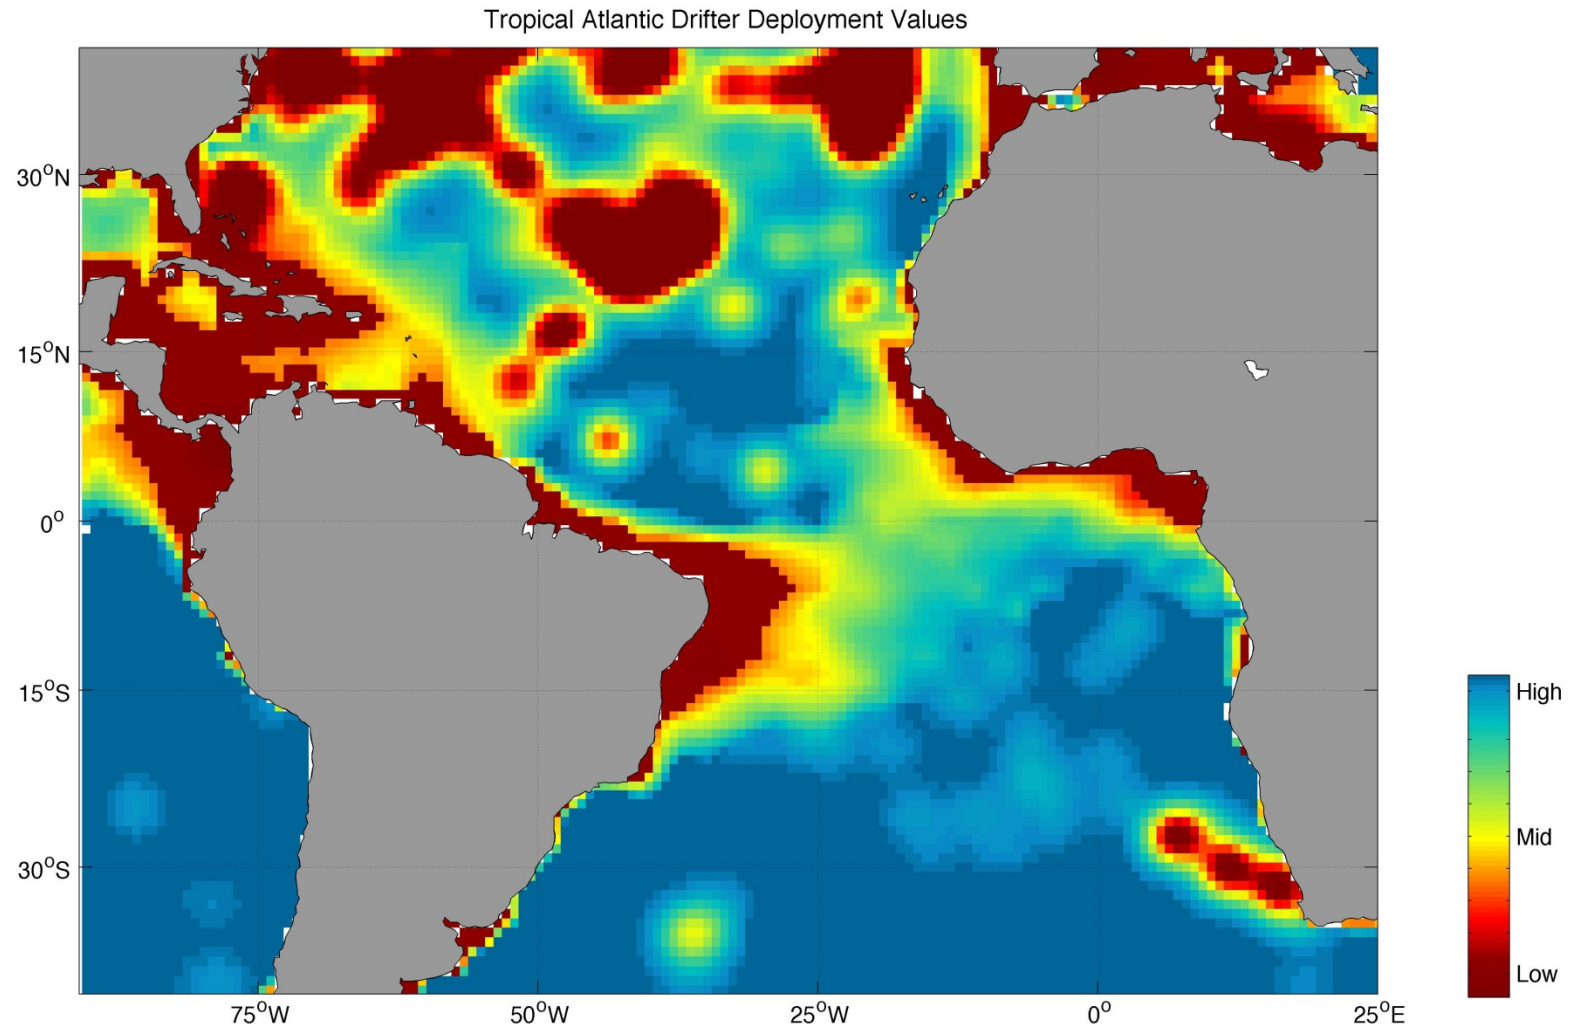 Tropical Atlantic Drifter Deployment Values
30°N
15°N
0°
15°S
30°S
75°W
50°W
25°W
0°
25°E
High
Mid
Low